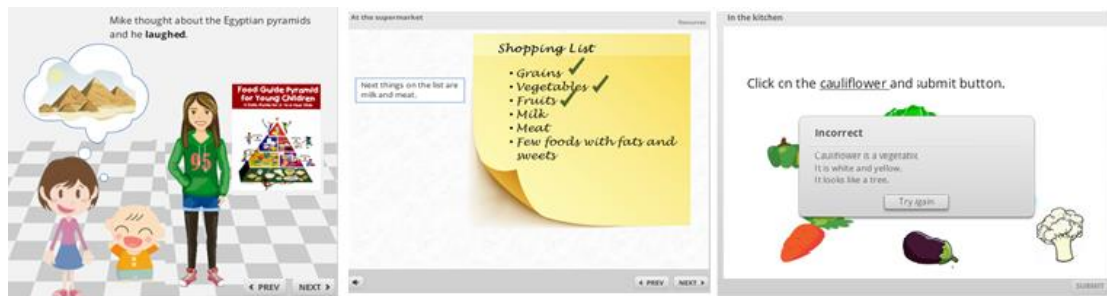 Mike thought about the Egyptian pyramids
and he laughed.
Food Guide Pyramid
for Young Children
95
PREV
NEXT
At the supermarket
Resources
Next things on the list are
milk and meat.
Shopping List
• Grains
• Vegetables
• Fruits
• Milk
• Meat
• Few foods with fats and
sweets
PREV
NEXT
In the kitchen
Click on the cauliflower and submit button.
Incorrect
Cauliflower is a vegetable.
It is white and yellow.
It looks like a tree.
Try again
SUBMIT